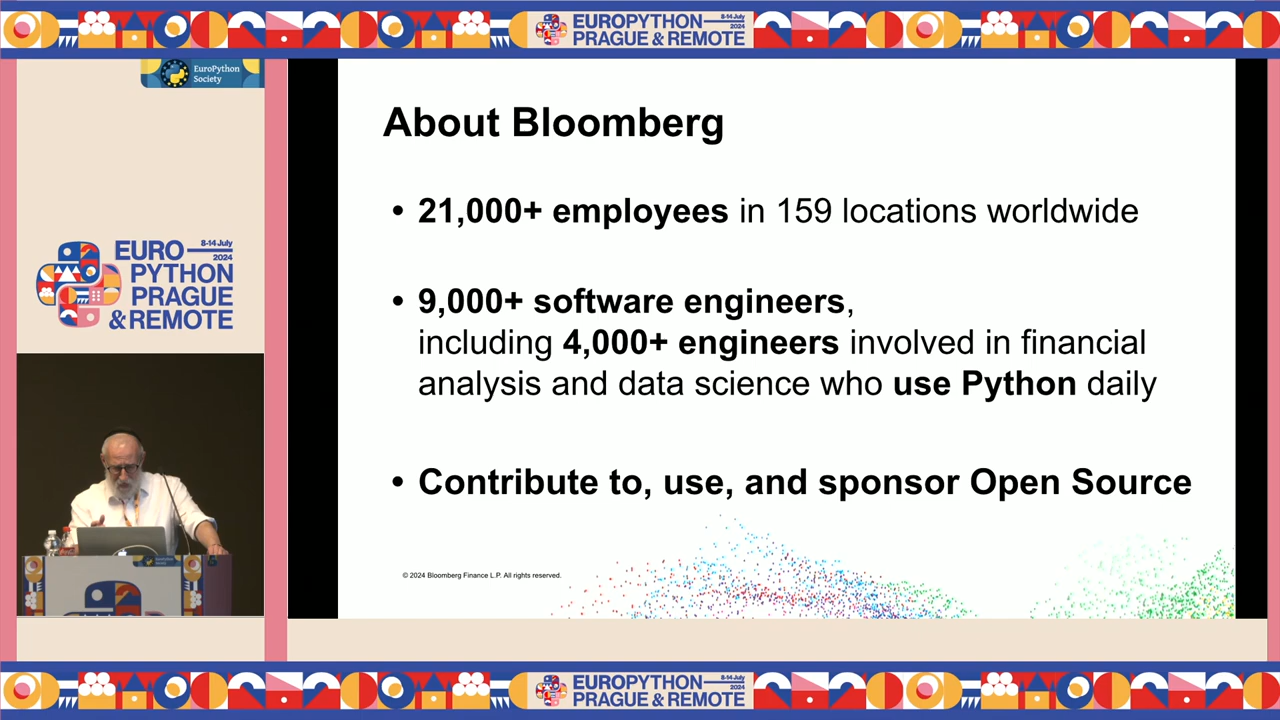 EUROPYTHON
8-14 July
2024
PRAGUE & REMOTE
EuroPython
Society
EURO
8-14 July
2024
PYTHON
PRAGUE
& REMOTE
About Bloomberg
• 21,000+ employees in 159 locations worldwide
• 9,000+ software engineers,
including 4,000+ engineers involved in financial
analysis and data science who use Python daily
• Contribute to, use, and sponsor Open Source
© 2024 Bloomberg Finance L.P. All rights reserved.
EUROPYTHON
8-14 July
2024
PRAGUE & REMOTE